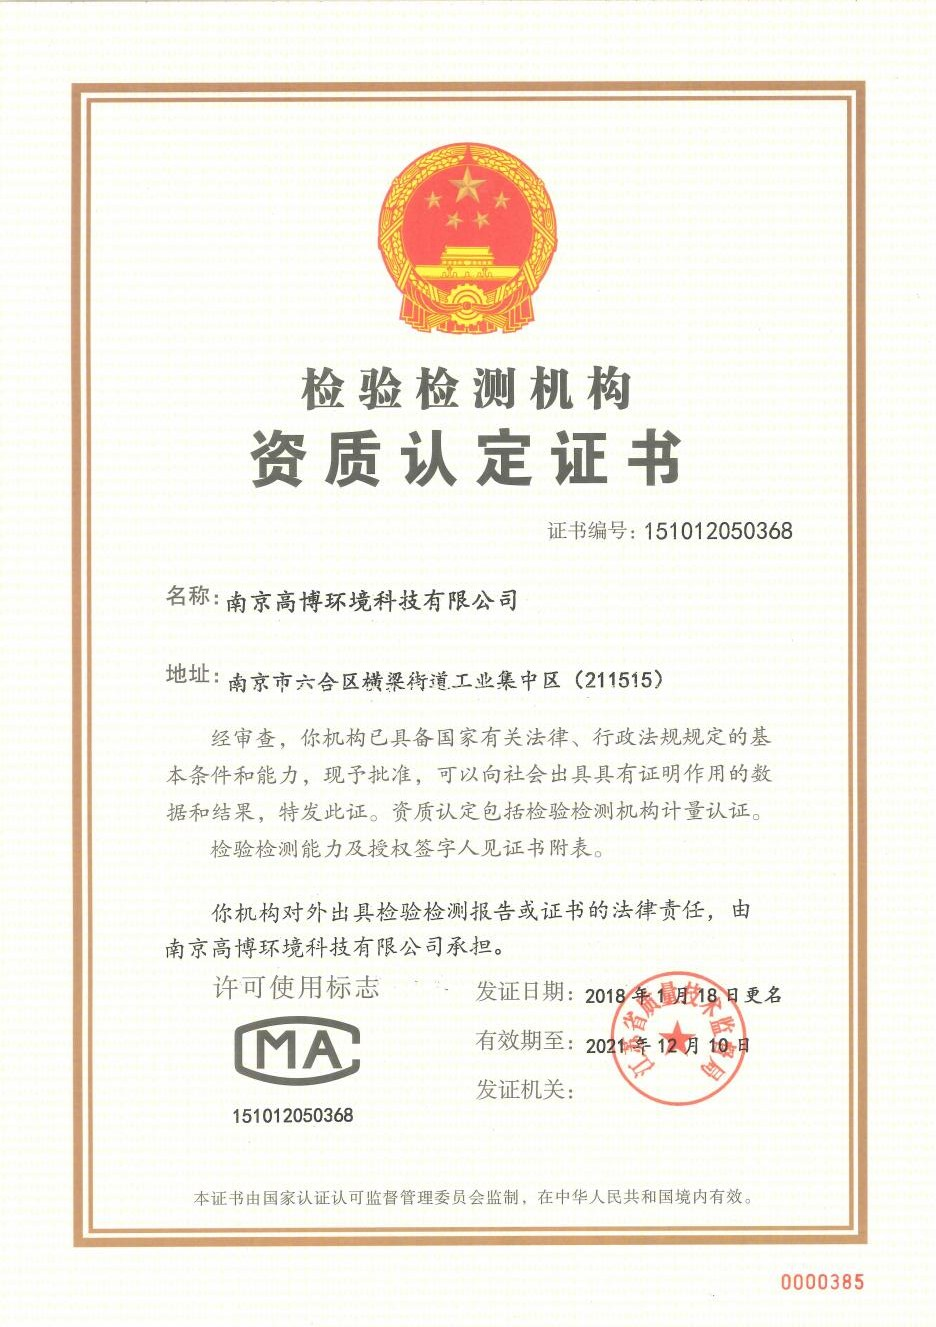 检验检测机构
资质认定证书
证书编号：151012050368
名称：南京高博环境科技有限公司
地址：南京市六合区横梁街道工业集中区（211515）
经审查，你机构已具备国家有关法律、行政法规规定的基
本条件和能力，现予批准，可以向社会出具具有证明作用的数
据和结果，特发此证。资质认定包括检验检测机构计量认证。
检验检测能力及授权签字人见证书附表。
你机构对外出具检验检测报告或证书的法律责任，由
南京高博环境科技有限公司承担。
许可使用标志
MA
151012050368
发证日期：2018年1月18日更名
有效期至：2021年12月10日
发证机关：
江苏省质量技术监督局
本证书由国家认证认可监督管理委员会监制，在中华人民共和国境内有效。
0000385